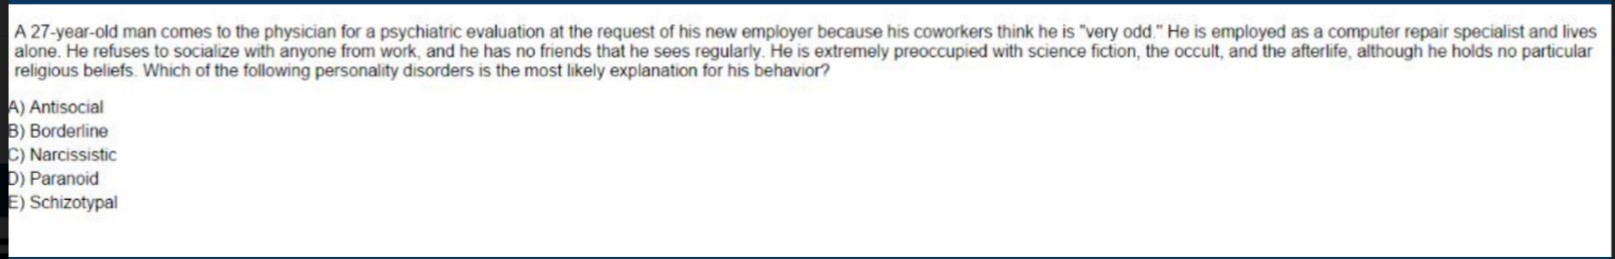 A 27-year-old man comes to the physician for a psychiatric evaluation at the request of his new employer because his coworkers think he is "very odd." He is employed as a computer repair specialist and lives
alone. He refuses to socialize with anyone from work, and he has no friends that he sees regularly. He is extremely preoccupied with science fiction, the occult, and the afterlife, although he holds no particular
religious beliefs. Which of the following personality disorders is the most likely explanation for his behavior?
A) Antisocial
B) Borderline
C) Narcissistic
D) Paranoid
E) Schizotypal